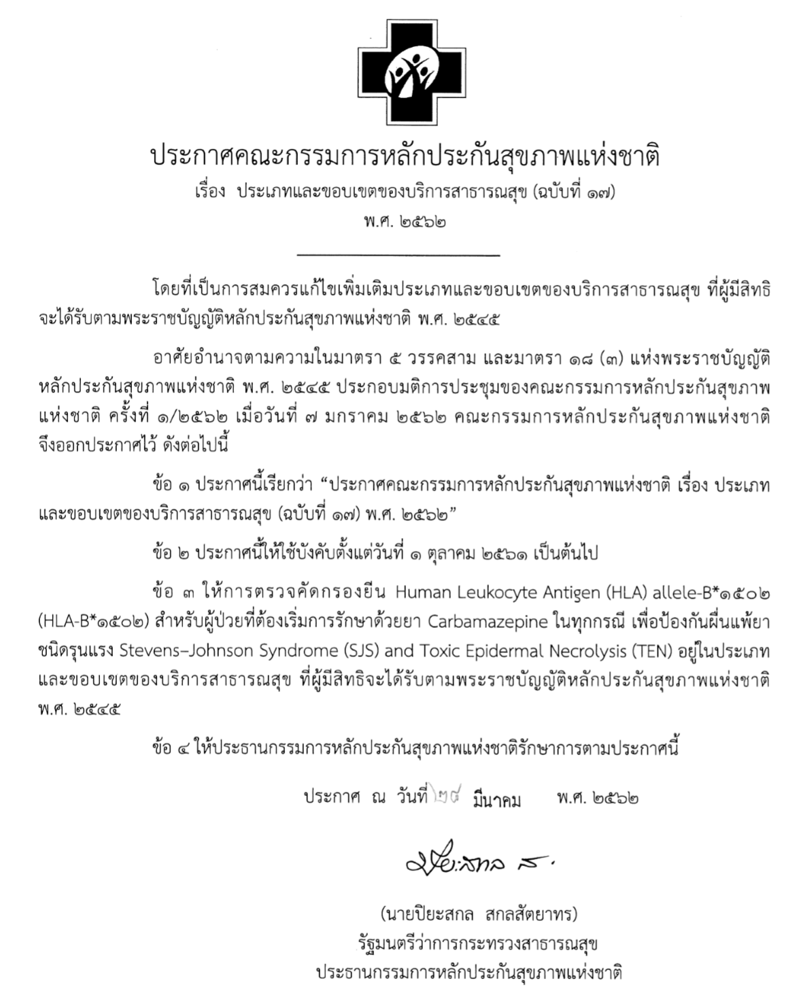 ประกาศคณะกรรมการหลักประกันสุขภาพแห่งชาติ
เรื่อง ประเภทและขอบเขตของบริการสาธารณสุข (ฉบับที่ ๑๗)
พ.ศ. ๒๕๖๒
โดยที่เป็นการสมควรแก้ไขเพิ่มเติมประเภทและขอบเขตของบริการสาธารณสุข ที่ผู้มีสิทธิ
จะได้รับตามพระราชบัญญัติหลักประกันสุขภาพแห่งชาติ พ.ศ. ๒๕๔๕
อาศัยอำนาจตามความในมาตรา ๕ วรรคสาม และมาตรา ๑๘ (๓) แห่งพระราชบัญญัติ
หลักประกันสุขภาพแห่งชาติ พ.ศ. ๒๕๔๕ ประกอบมติการประชุมของคณะกรรมการหลักประกันสุขภาพ
แห่งชาติ ครั้งที่ ๑/๒๕๖๒ เมื่อวันที่ ๗ มกราคม ๒๕๖๒ คณะกรรมการหลักประกันสุขภาพแห่งชาติ
จึงออกประกาศไว้ ดังต่อไปนี้
ข้อ ๑ ประกาศนี้เรียกว่า “ประกาศคณะกรรมการหลักประกันสุขภาพแห่งชาติ เรื่อง ประเภท
และขอบเขตของบริการสาธารณสุข (ฉบับที่ ๑๗) พ.ศ. ๒๕๖๒”
ข้อ ๒ ประกาศนี้ให้ใช้บังคับตั้งแต่วันที่ ๑ ตุลาคม ๒๕๖๑ เป็นต้นไป
ข้อ ๓ ให้การตรวจคัดกรองยีน Human Leukocyte Antigen (HLA) allele-B*๑๕๐๒
(HLA-B*๑๕๐๒) สำหรับผู้ป่วยที่ต้องเริ่มการรักษาด้วยยา Carbamazepine ในทุกกรณี เพื่อป้องกันผื่นแพ้ยา
ชนิดรุนแรง Stevens–Johnson Syndrome (SJS) and Toxic Epidermal Necrolysis (TEN) อยู่ในประเภท
และขอบเขตของบริการสาธารณสุข ที่ผู้มีสิทธิจะได้รับตามพระราชบัญญัติหลักประกันสุขภาพแห่งชาติ
พ.ศ. ๒๕๔๕
ข้อ ๔ ให้ประธานกรรมการหลักประกันสุขภาพแห่งชาติรักษาการตามประกาศนี้
ประกาศ ณ วันที่ มีนาคม พ.ศ. ๒๕๖๒
ปิยะสกล ส.
(นายปิยะสกล สกลสัตยาทร)
รัฐมนตรีว่าการกระทรวงสาธารณสุข
ประธานกรรมการหลักประกันสุขภาพแห่งชาติ